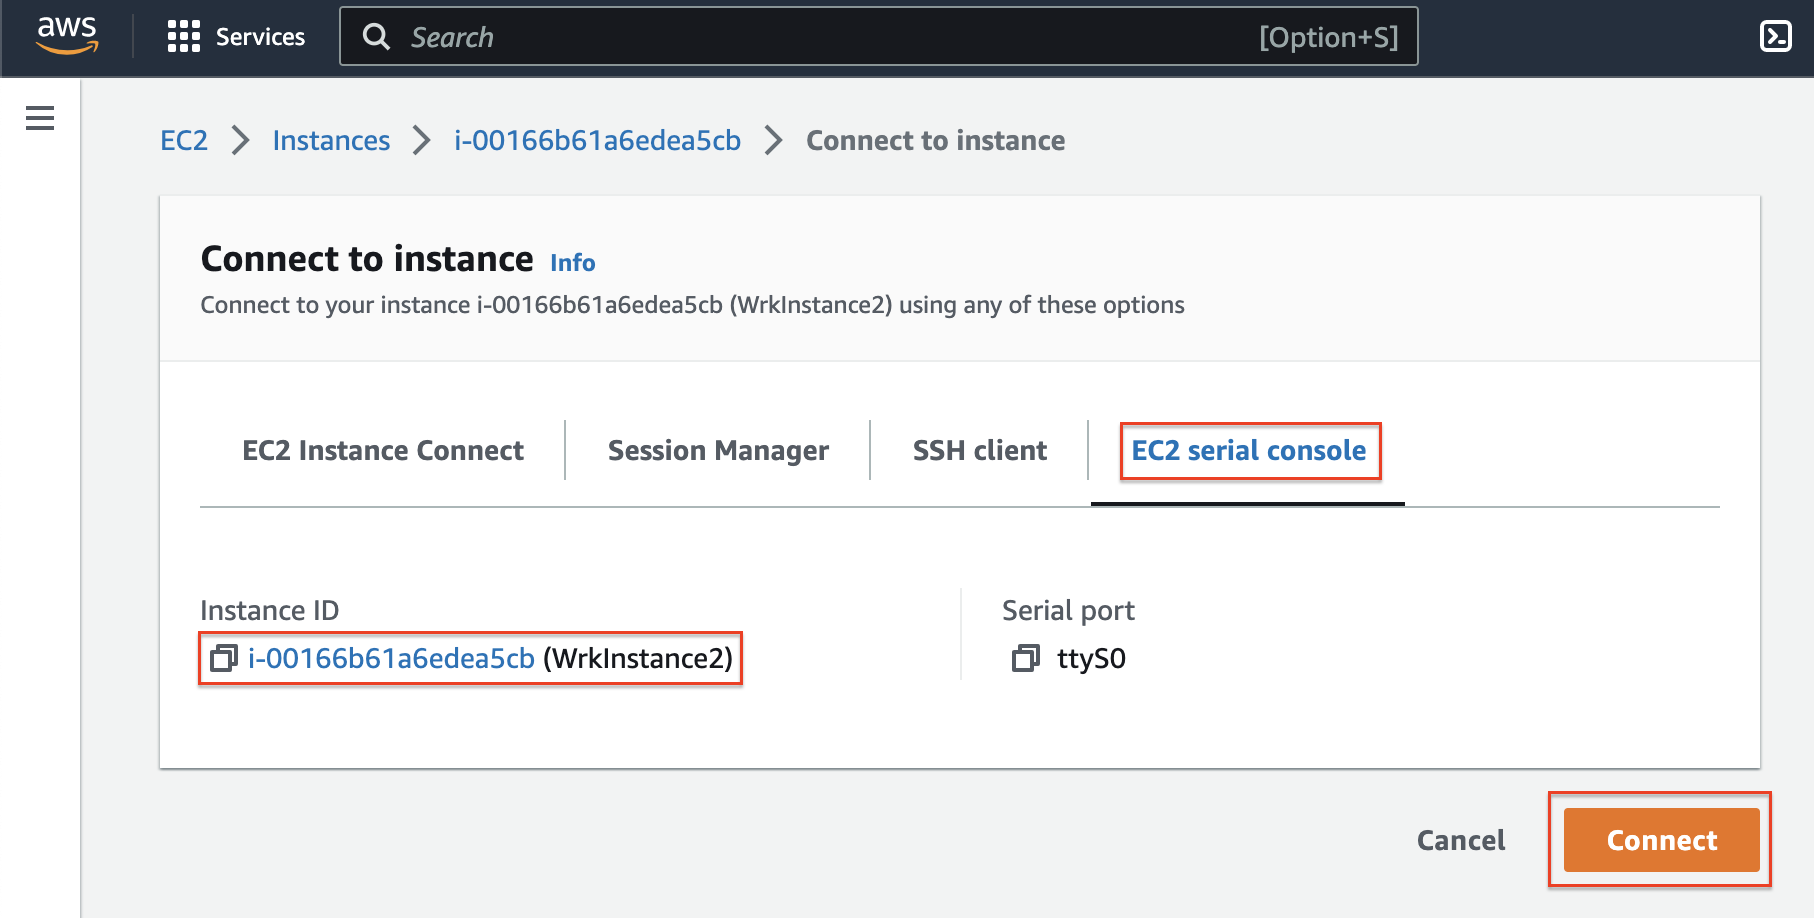 aws Services Search [Option+S]
EC2 Instances i-00166b61a6edea5cb Connect to instance
Connect to instance Info
Connect to your instance i-00166b61a6edea5cb (WrkInstance2) using any of these options
EC2 Instance Connect Session Manager SSH client EC2 serial console
Instance ID
i-00166b61a6edea5cb (WrkInstance2)
Serial port
ttyS0
Cancel Connect